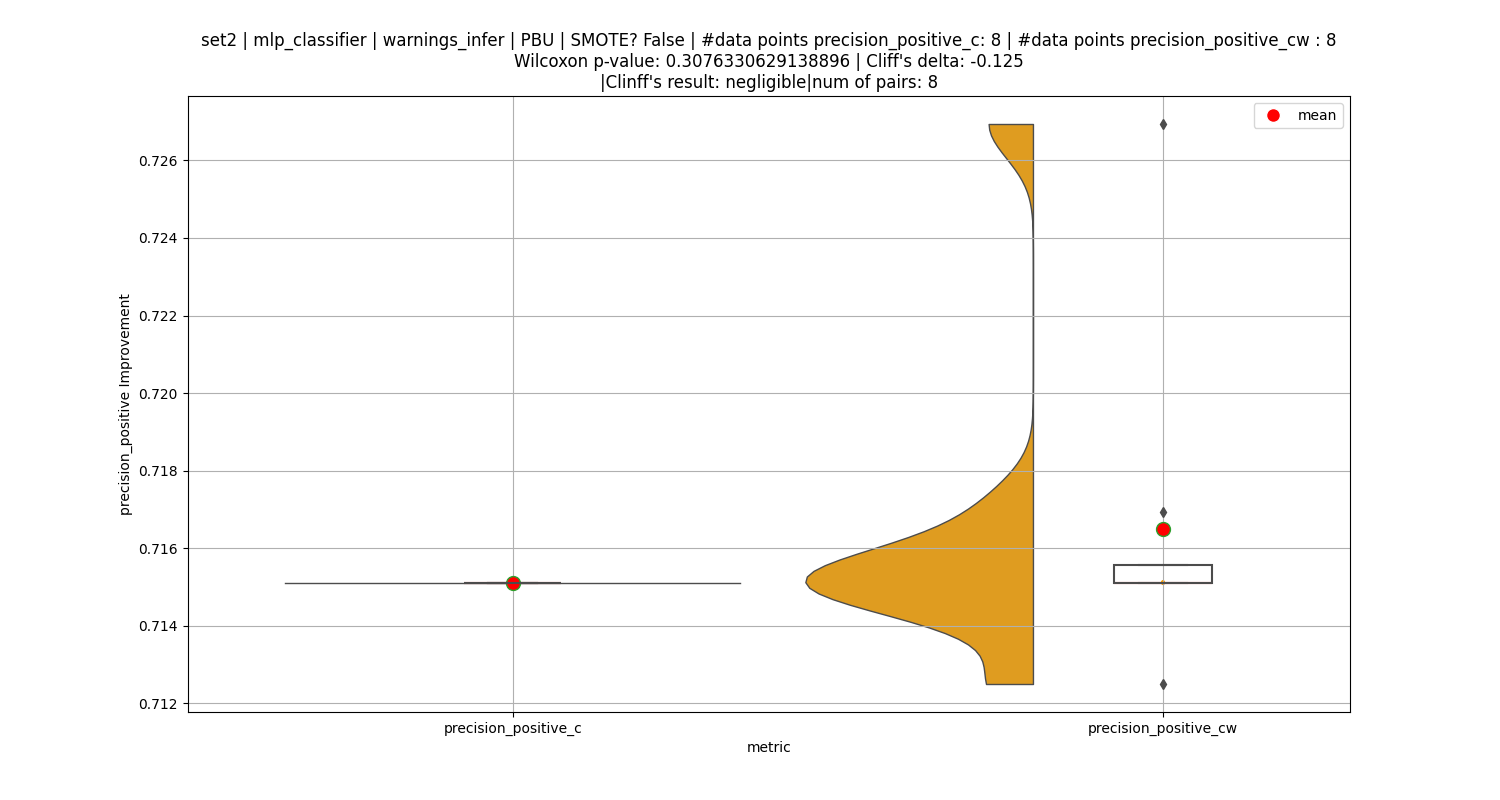 set2 | mlp_classifier | warnings_infer | PBU | SMOTE? False | #data points precision_positive_c: 8 | #data points precision_positive_cw : 8
Wilcoxon p-value: 0.3076330629138896 | Cliff's delta: -0.125
|Clinff's result: negligible|num of pairs: 8
mean
0.726
0.724
0.722
0.720
0.718
0.716
0.714
0.712
precision_positive Improvement
precision_positive_c
precision_positive_cw
metric